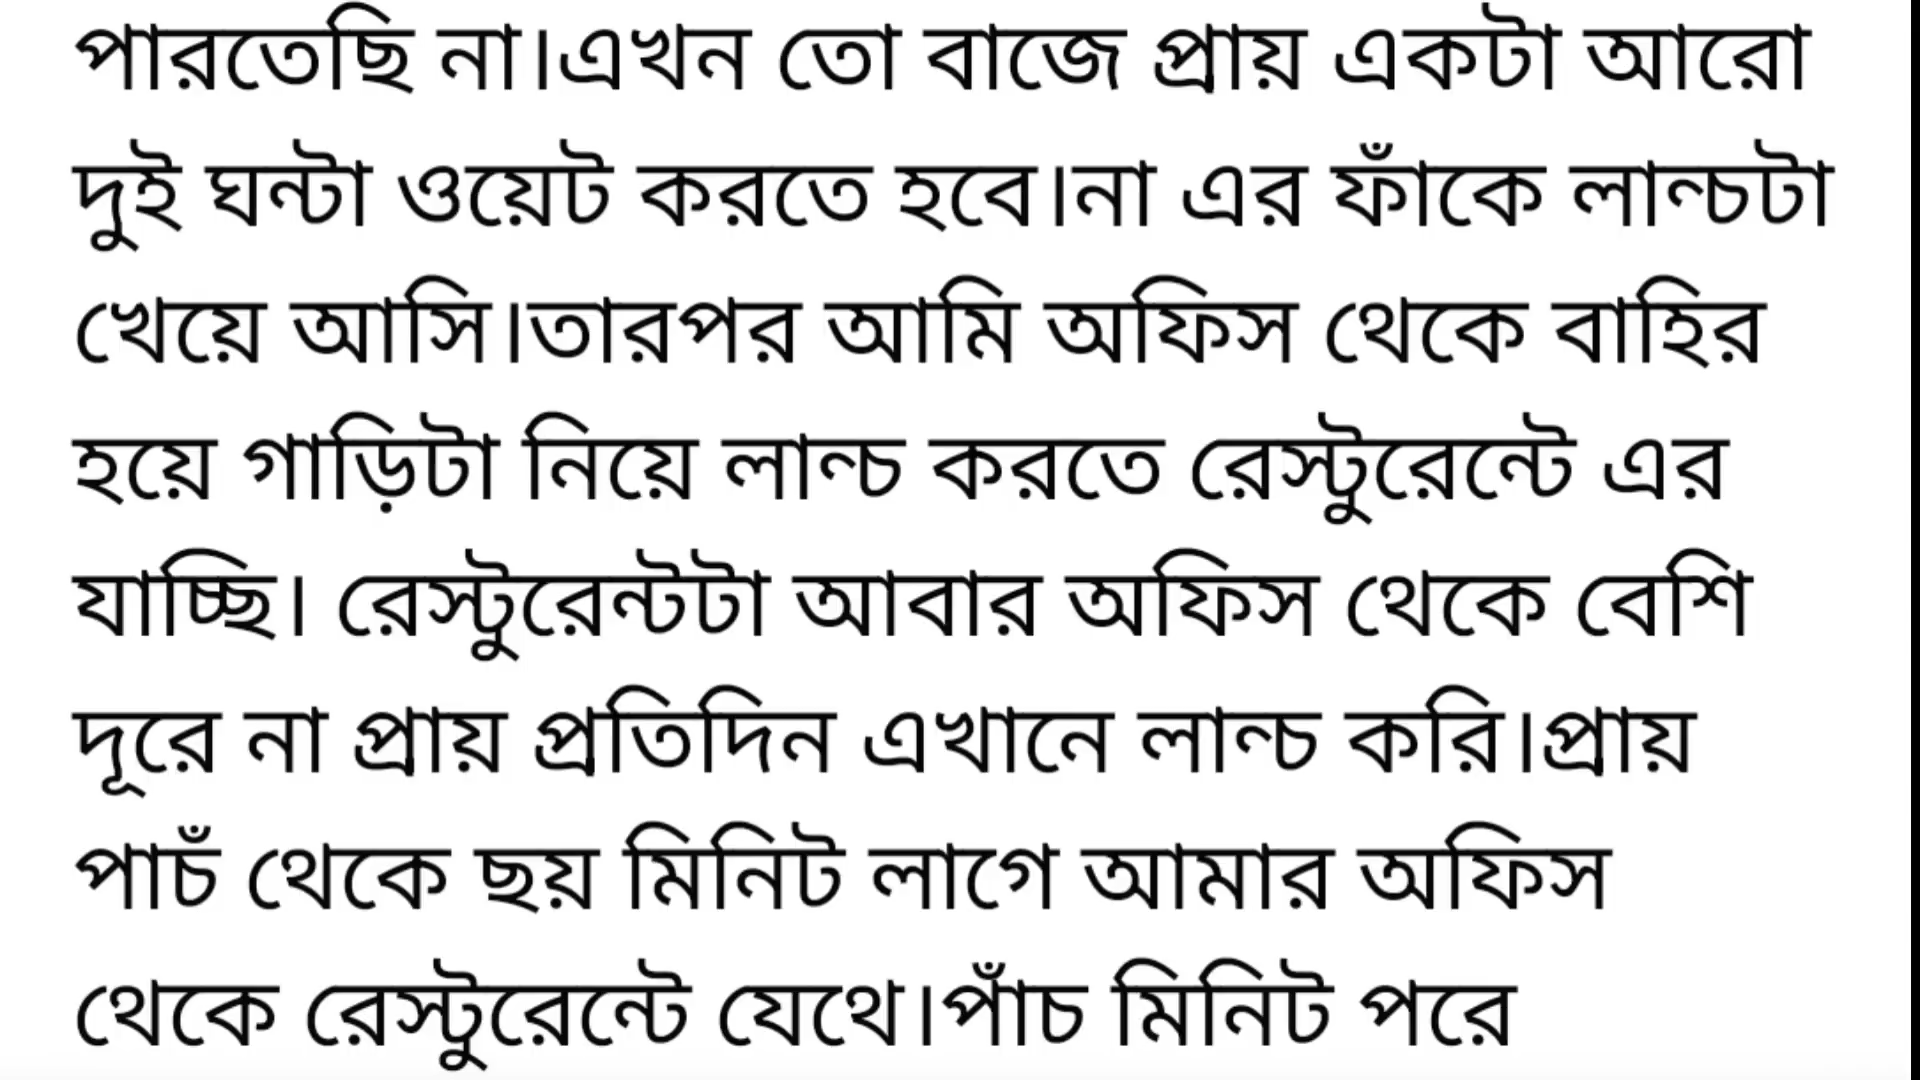 পারতেছি না।এখন তো বাজে প্রায় একটা আরো
দুই ঘন্টা ওয়েট করতে হবে।না এর ফাঁকে লান্চটা
খেয়ে আসি।তারপর আমি অফিস থেকে বাহির
হয়ে গাড়িটা নিয়ে লান্চ করতে রেস্টুরেন্টে এর
যাচ্ছি। রেস্টুরেন্টটা আবার অফিস থেকে বেশি
দূরে না প্রায় প্রতিদিন এখানে লান্চ করি।প্রায়
পাচঁ থেকে ছয় মিনিট লাগে আমার অফিস
থেকে রেস্টুরেন্টে যেথে।পাঁচ মিনিট পরে